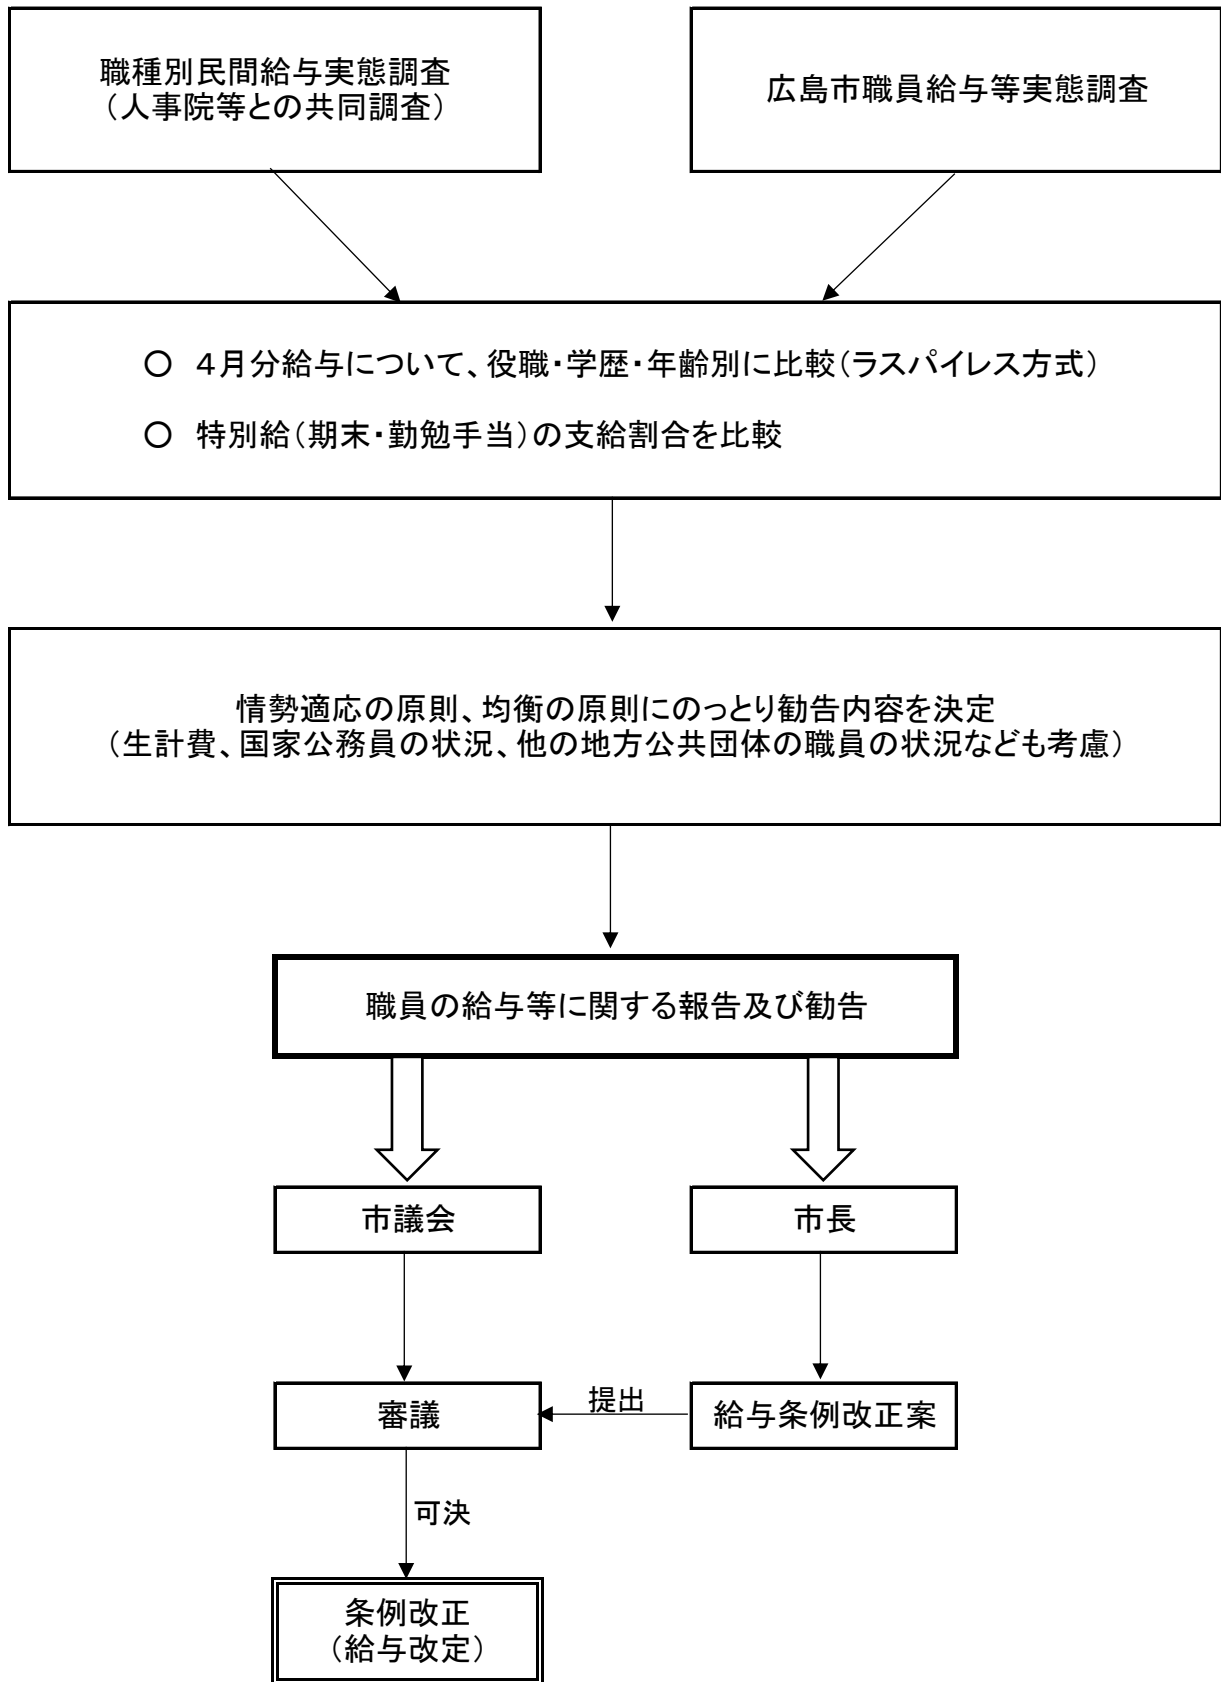 職種別民間給与実態調査
（人事院等との共同調査）
広島市職員給与等実態調査
○　４月分給与について、役職・学歴・年齢別に比較（ラスパイレス方式）
○　特別給（期末・勤勉手当）の支給割合を比較
情勢適応の原則、均衡の原則にのっとり勧告内容を決定
（生計費、国家公務員の状況、他の地方公共団体の職員の状況なども考慮）
職員の給与等に関する報告及び勧告
市議会
市長
審議
提出
給与条例改正案
可決
条例改正
（給与改定）